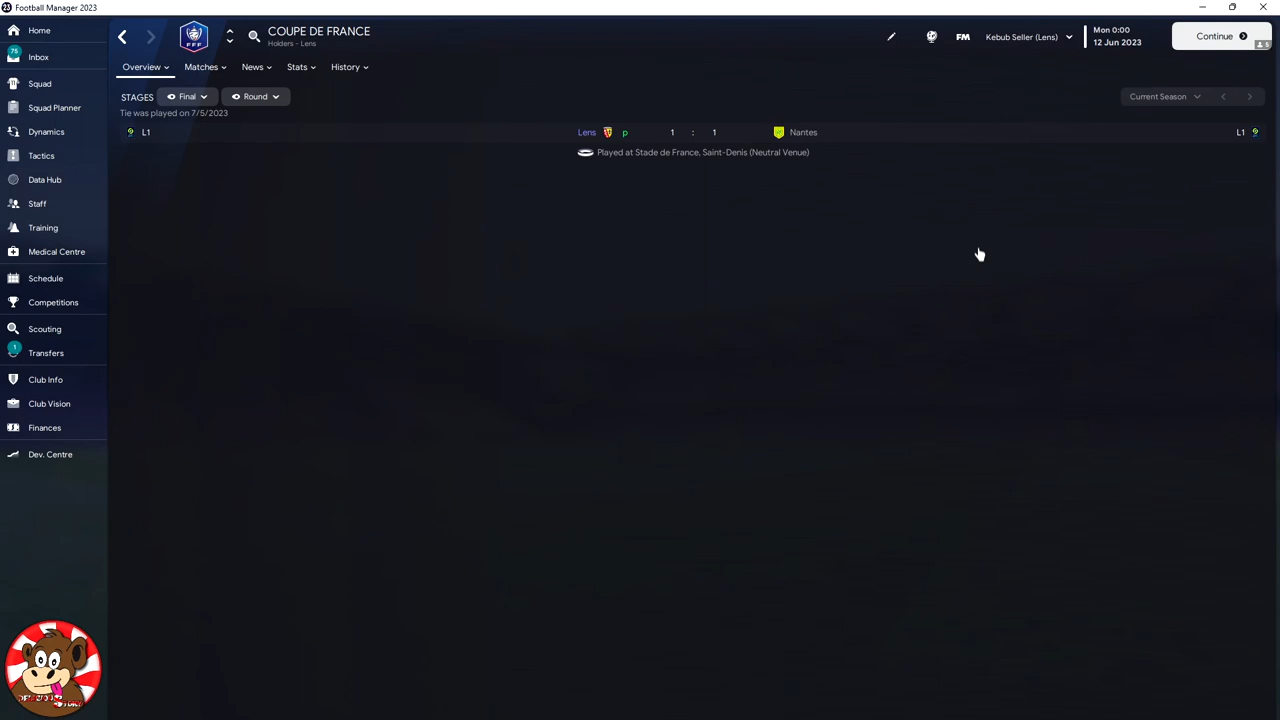 Football Manager 2023
Home
75
Inbox
Squad
Squad Planner
Dynamics
Tactics
Data Hub
Staff
Training
Medical Centre
Schedule
Competitions
Scouting
1
Transfers
Club Info
Club Vision
Finances
Dev. Centre
FFF
COUPE DE FRANCE
Holders - Lens
FM
Kebub Seller (Lens)
Mon 0:00
12 Jun 2023
Continue
5
Overview
Matches
News
Stats
History
STAGES
Final
Round
Current Season
Tie was played on 7/5/2023
L1 Lens p 1 : 1 Nantes L1
Played at Stade de France, Saint-Denis (Neutral Venue)